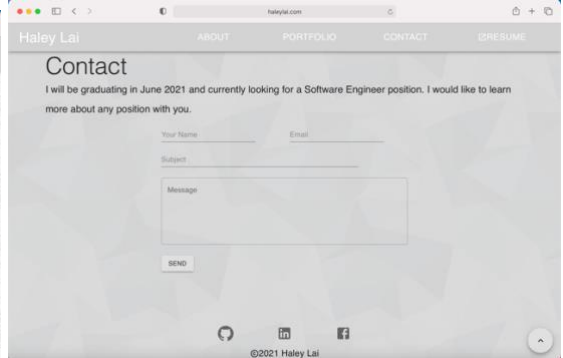 haleylai.com
Haley Lai ABOUT PORTFOLIO CONTACT RESUME
Contact
I will be graduating in June 2021 and currently looking for a Software Engineer position. I would like to learn
more about any position with you.
Your Name Email
Subject
Message
SEND
©2021 Haley Lai